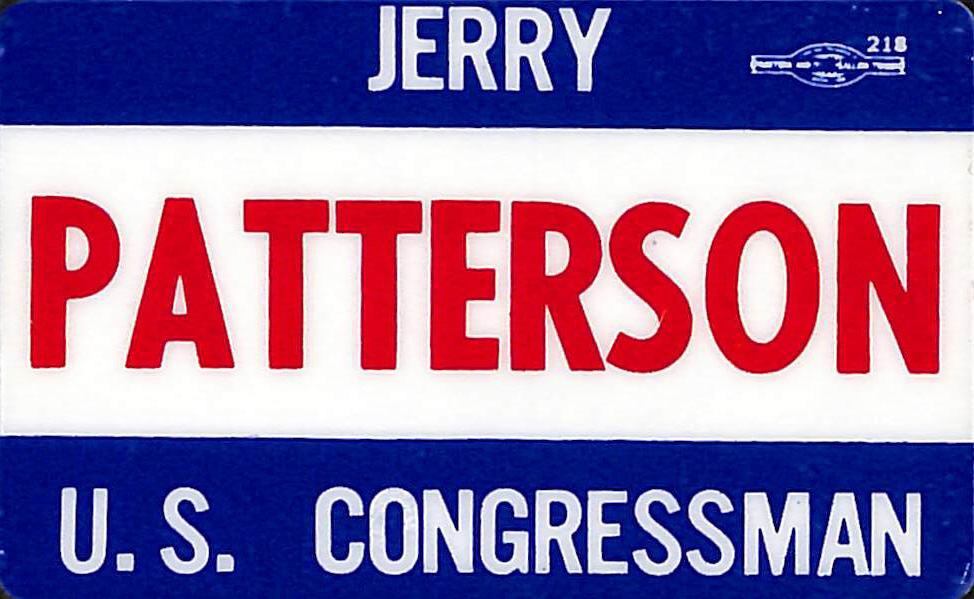 JERRY
218
PATTERSON
U. S. CONGRESSMAN